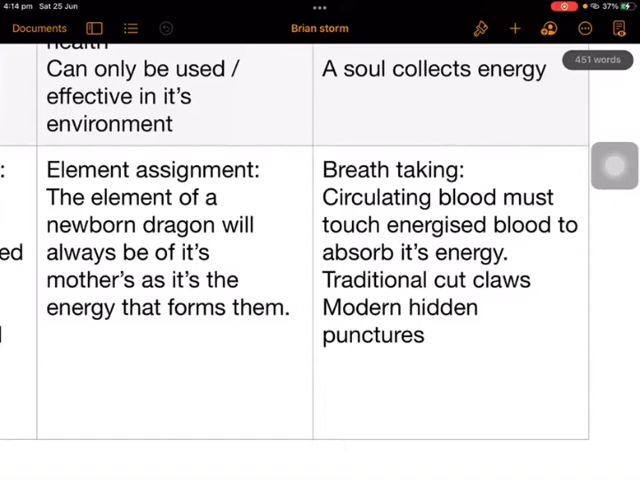 4:14 pm Sat 25 Jun
37%
Documents
Brian storm
451 words
health
Can only be used /
effective in it's
environment
A soul collects energy
:
ed
Element assignment:
The element of a
newborn dragon will
always be of it's
mother's as it's the
energy that forms them.
Breath taking:
Circulating blood must
touch energised blood to
absorb it's energy.
Traditional cut claws
Modern hidden
punctures